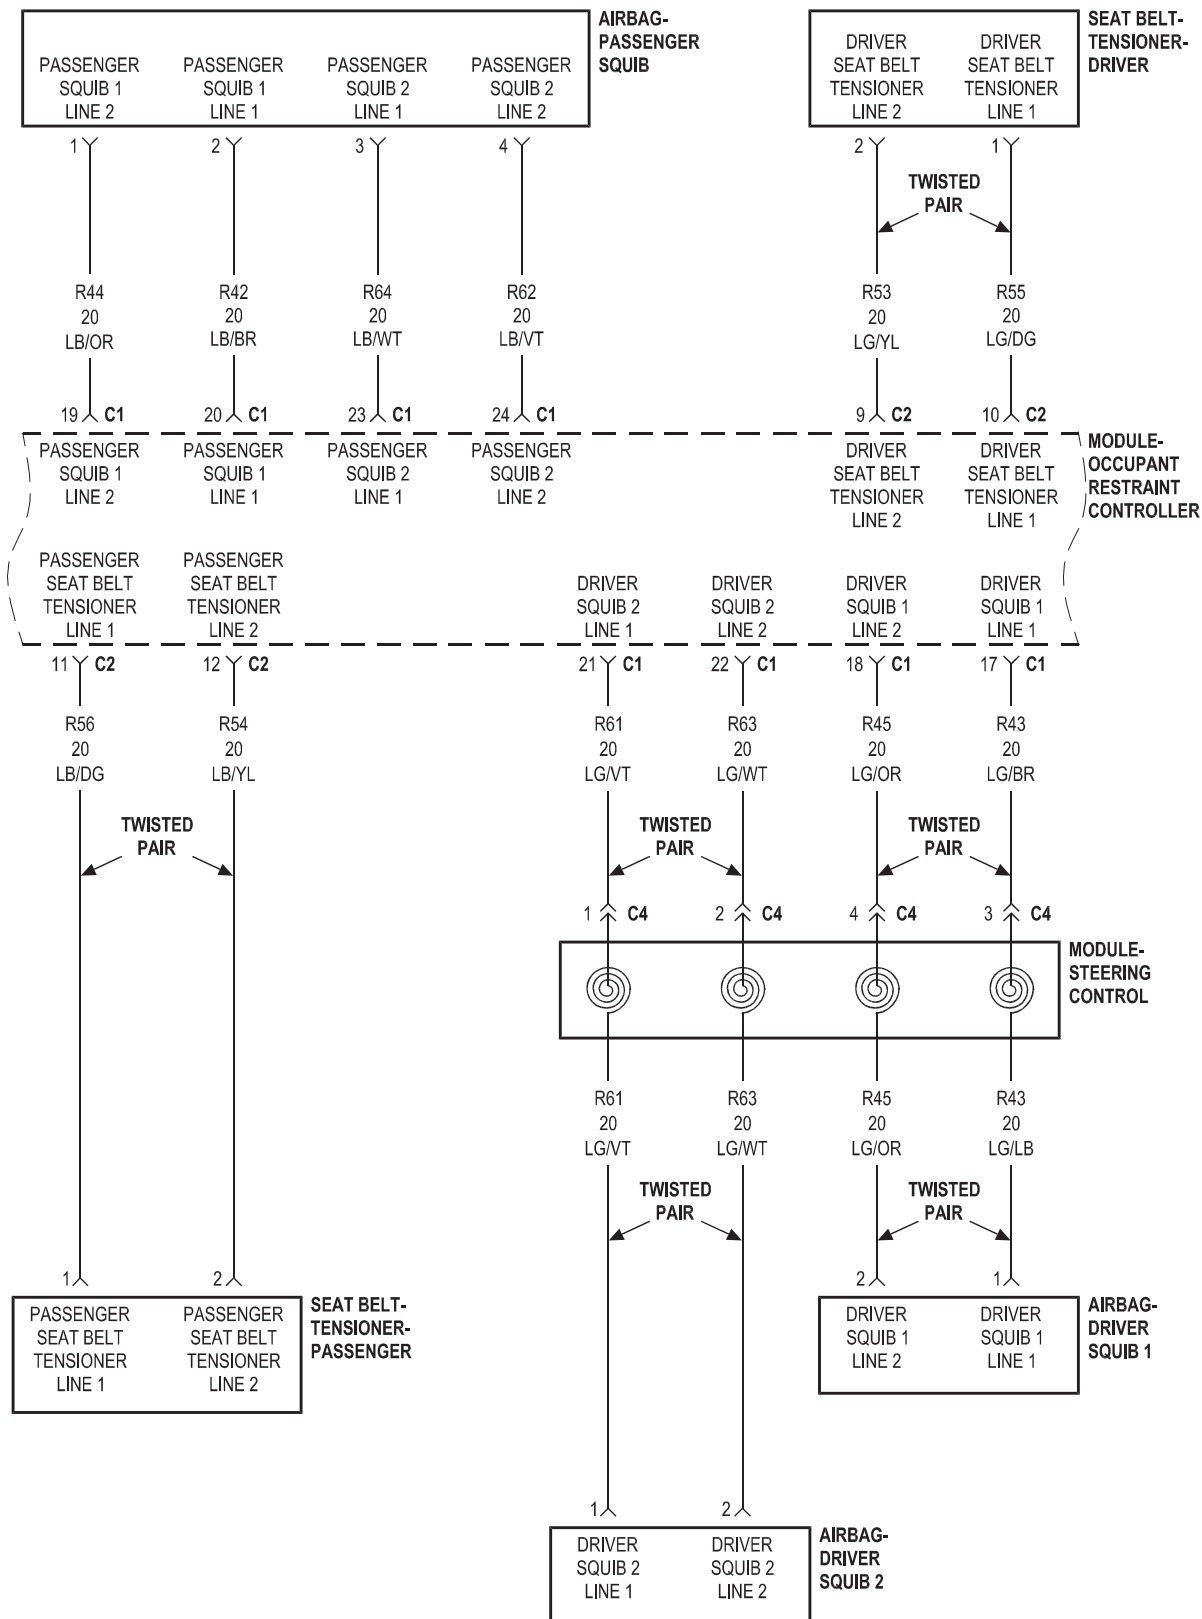 AIRBAG-
PASSENGER
SQUIB
PASSENGER
SQUIB 1
LINE 2
PASSENGER
SQUIB 1
LINE 1
PASSENGER
SQUIB 2
LINE 1
PASSENGER
SQUIB 2
LINE 2
SEAT BELT-
TENSIONER-
DRIVER
DRIVER
SEAT BELT
TENSIONER
LINE 2
DRIVER
SEAT BELT
TENSIONER
LINE 1
1
2
3
4
2
1
TWISTED
PAIR
R44
20
LB/OR
R42
20
LB/BR
R64
20
LB/WT
R62
20
LB/VT
R53
20
LG/YL
R55
20
LG/DG
19 C1
20 C1
23 C1
24 C1
9 C2
10 C2
PASSENGER
SQUIB 1
LINE 2
PASSENGER
SQUIB 1
LINE 1
PASSENGER
SQUIB 2
LINE 1
PASSENGER
SQUIB 2
LINE 2
DRIVER
SEAT BELT
TENSIONER
LINE 2
DRIVER
SEAT BELT
TENSIONER
LINE 1
MODULE-
OCCUPANT
RESTRAINT
CONTROLLER
PASSENGER
SEAT BELT
TENSIONER
LINE 1
PASSENGER
SEAT BELT
TENSIONER
LINE 2
DRIVER
SQUIB 2
LINE 1
DRIVER
SQUIB 2
LINE 2
DRIVER
SQUIB 1
LINE 2
DRIVER
SQUIB 1
LINE 1
11 C2
12 C2
21 C1
22 C1
18 C1
17 C1
R56
20
LB/DG
R54
20
LB/YL
R61
20
LG/VT
R63
20
LG/WT
R45
20
LG/OR
R43
20
LG/BR
TWISTED
PAIR
TWISTED
PAIR
TWISTED
PAIR
1 C4
2 C4
4 C4
3 C4
MODULE-
STEERING
CONTROL
R61
20
LG/VT
R63
20
LG/WT
R45
20
LG/OR
R43
20
LG/LB
TWISTED
PAIR
TWISTED
PAIR
1
2
2
1
PASSENGER
SEAT BELT
TENSIONER
LINE 1
PASSENGER
SEAT BELT
TENSIONER
LINE 2
SEAT BELT-
TENSIONER-
PASSENGER
DRIVER
SQUIB 1
LINE 2
DRIVER
SQUIB 1
LINE 1
AIRBAG-
DRIVER
SQUIB 1
1
2
DRIVER
SQUIB 2
LINE 1
DRIVER
SQUIB 2
LINE 2
AIRBAG-
DRIVER
SQUIB 2